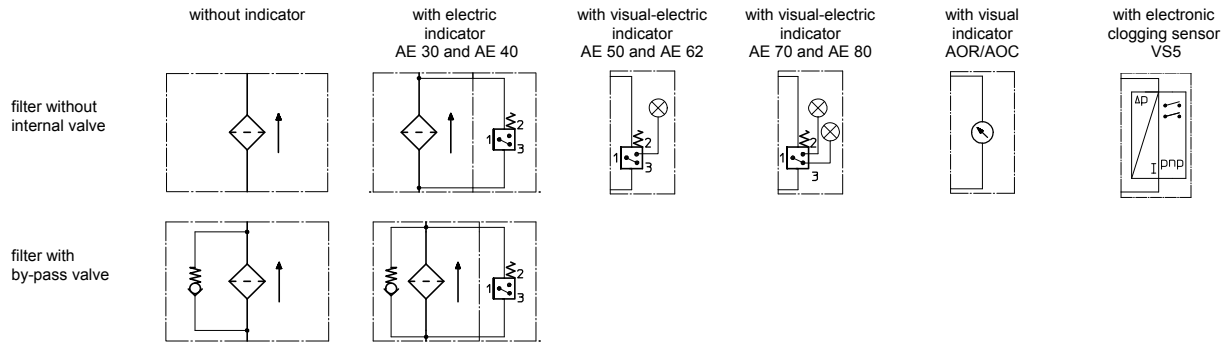 without indicator
with electric
indicator
AE 30 and AE 40
with visual-electric
indicator
AE 50 and AE 62
with visual-electric
indicator
AE 70 and AE 80
with visual
indicator
AOR/AOC
with electronic
clogging sensor
VS5
filter without
internal valve
1
2
3
1
2
3
1
2
3
Δp
I
pnp
filter with
by-pass valve
1
2
3